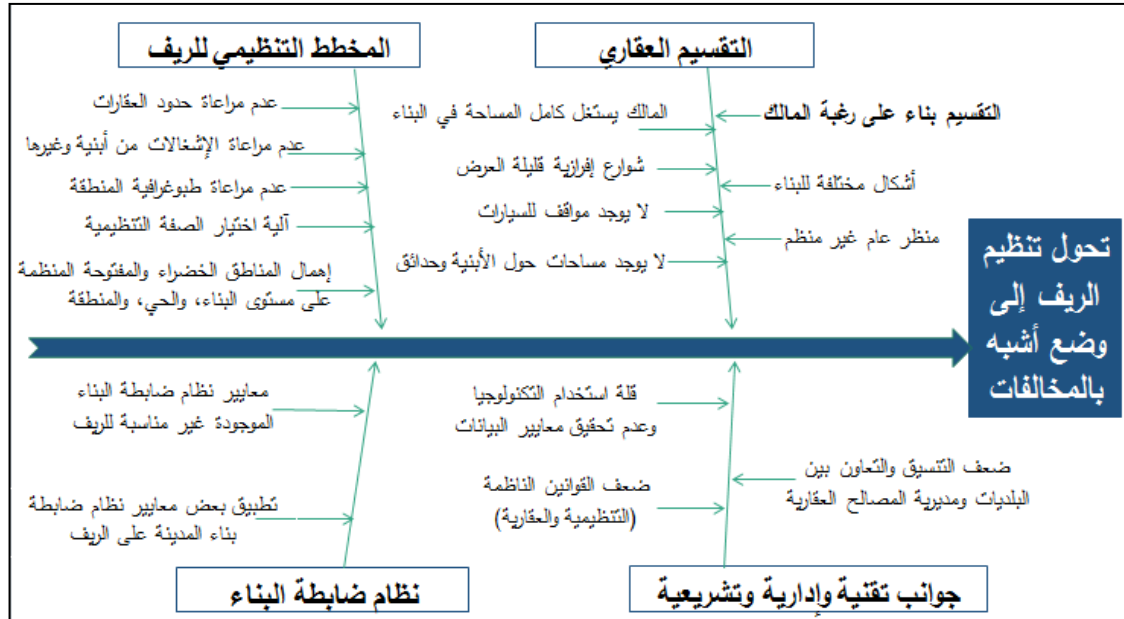 المخطط التنظيمي للريف
عدم مراعاة حدود العقارات
عدم مراعاة الإشغالات من أبنية وغيرها
عدم مراعاة طبوغرافية المنطقة
آلية اختيار الصفة التنظيمية
إهمال المناطق الخضراء والمفتوحة المنظمة
على مستوى البناء، والحي، والمنطقة
التقسيم العقاري
التقسيم بناء على رغبة المالك
أشكال مختلفة للبناء
منظر عام غير منظم
المالك يستغل كامل المساحة في البناء
شوارع إفرازية قليلة العرض
لا يوجد مواقف للسيارات
لا يوجد مساحات حول الأبنية وحدائق
تحول تنظيم
الريف إلى
وضع أشبه
بالمخالفات
معايير نظام ضابطة البناء
الموجودة غير مناسبة للريف
تطبيق بعض معايير نظام ضابطة
بناء المدينة على الريف
نظام ضابطة البناء
قلة استخدام التكنولوجيا
وعدم تحقيق معايير البيانات
ضعف القوانين الناظمة
(التنظيمية والعقارية)
ضعف التنسيق والتعاون بين
البلديات ومديرية المصالح العقارية
جوانب تقنية وإدارية وتشريعية